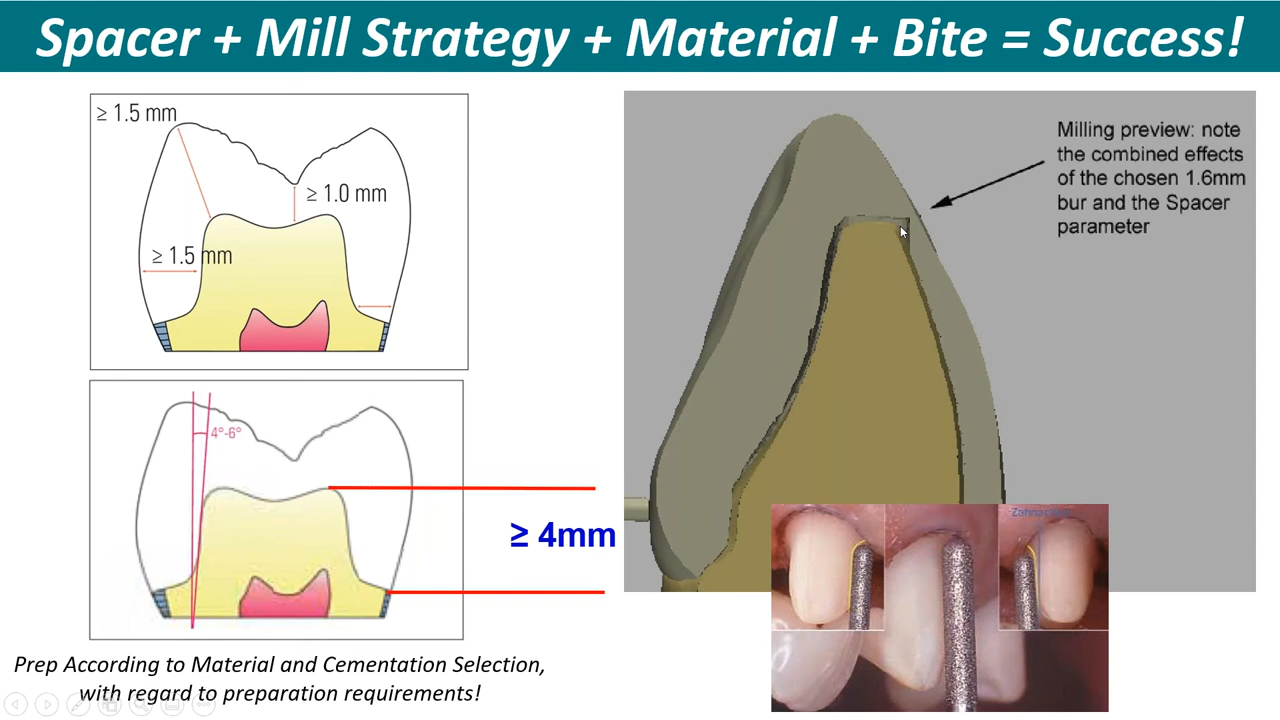 Spacer + Mill Strategy + Material + Bite = Success!
≥ 1.5 mm
≥ 1.0 mm
≥ 1.5 mm
4°-6°
≥ 4mm
Prep According to Material and Cementation Selection,
with regard to preparation requirements!
Milling preview: note
the combined effects
of the chosen 1.6mm
bur and the Spacer
parameter